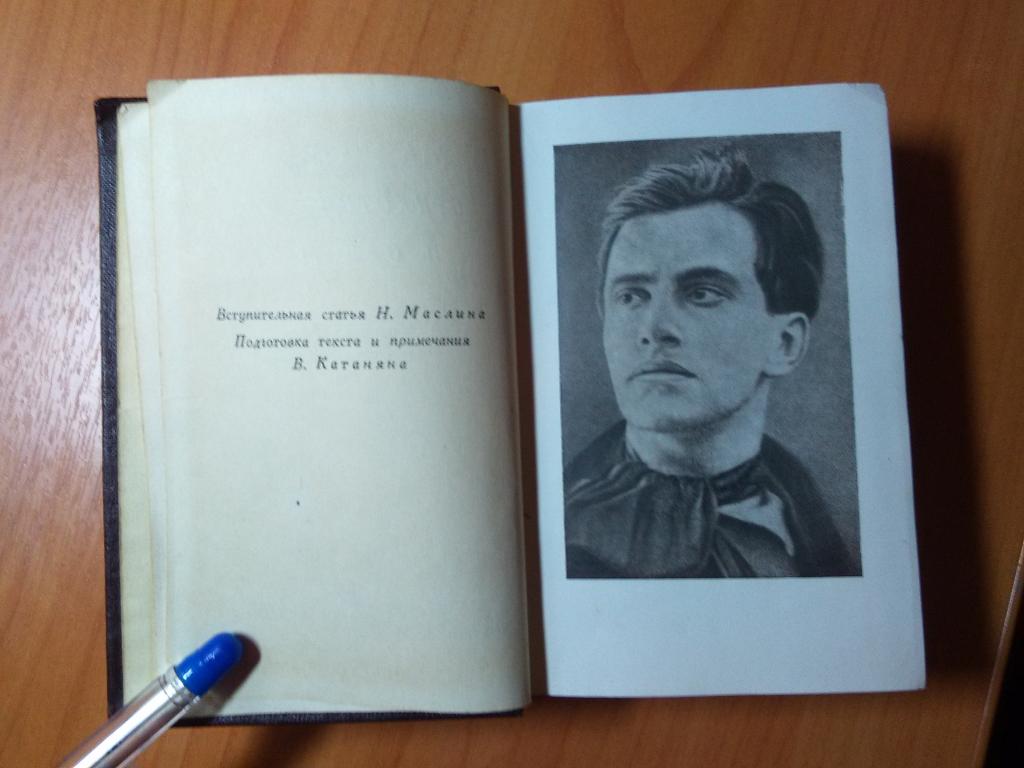 Вступительная статья Н. Маслина
Подготовка текста и примечания
В. Катаняна